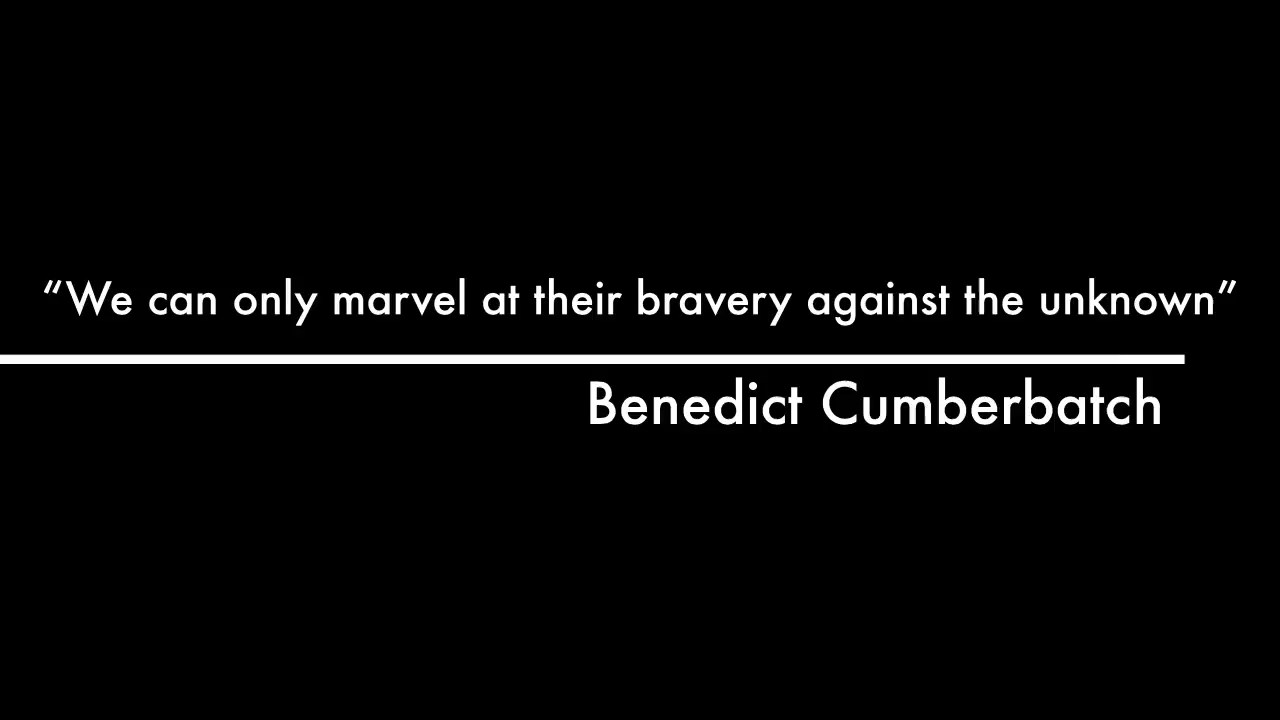 “We can only marvel at their bravery against the unknown”
Benedict Cumberbatch